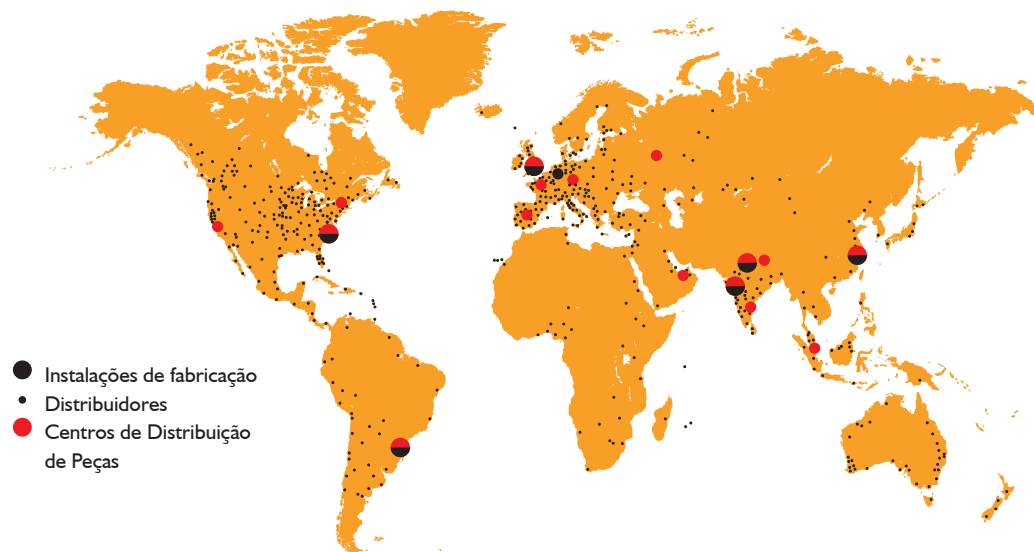 Instalações de fabricação
Distribuidores
Centros de Distribuição
de Peças